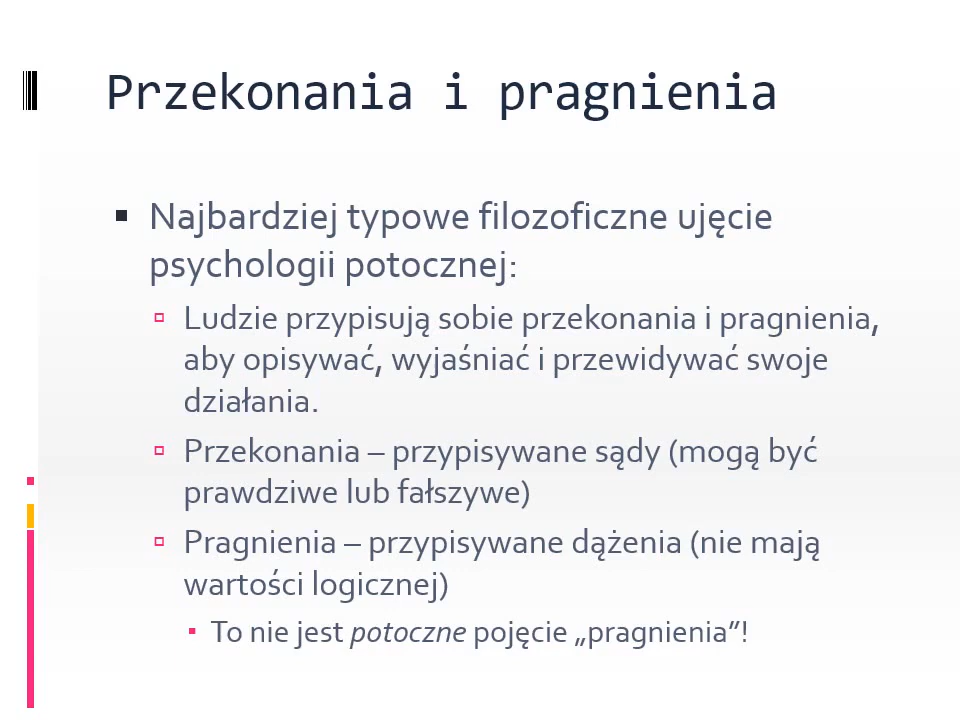 Przekonania i pragnienia
Najbardziej typowe filozoficzne ujęcie
psychologii potocznej:
Ludzie przypisują sobie przekonania i pragnienia,
aby opisywać, wyjaśniać i przewidywać swoje
działania.
Przekonania – przypisywane sądy (mogą być
prawdziwe lub fałszywe)
Pragnienia – przypisywane dążenia (nie mają
wartości logicznej)
To nie jest potoczne pojęcie „pragnienia”!